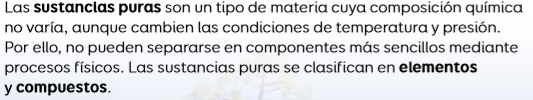 Las sustancias puras son un tipo de materia cuya composición química
no varía, aunque cambien las condiciones de temperatura y presión.
Por ello, no pueden separarse en componentes más sencillos mediante
procesos físicos. Las sustancias puras se clasifican en elementos
y compuestos.